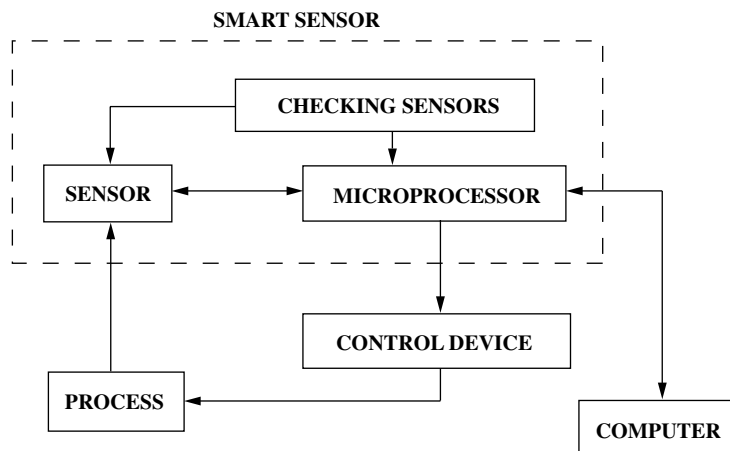 SMART SENSOR
CHECKING SENSORS
SENSOR
MICROPROCESSOR
CONTROL DEVICE
PROCESS
COMPUTER